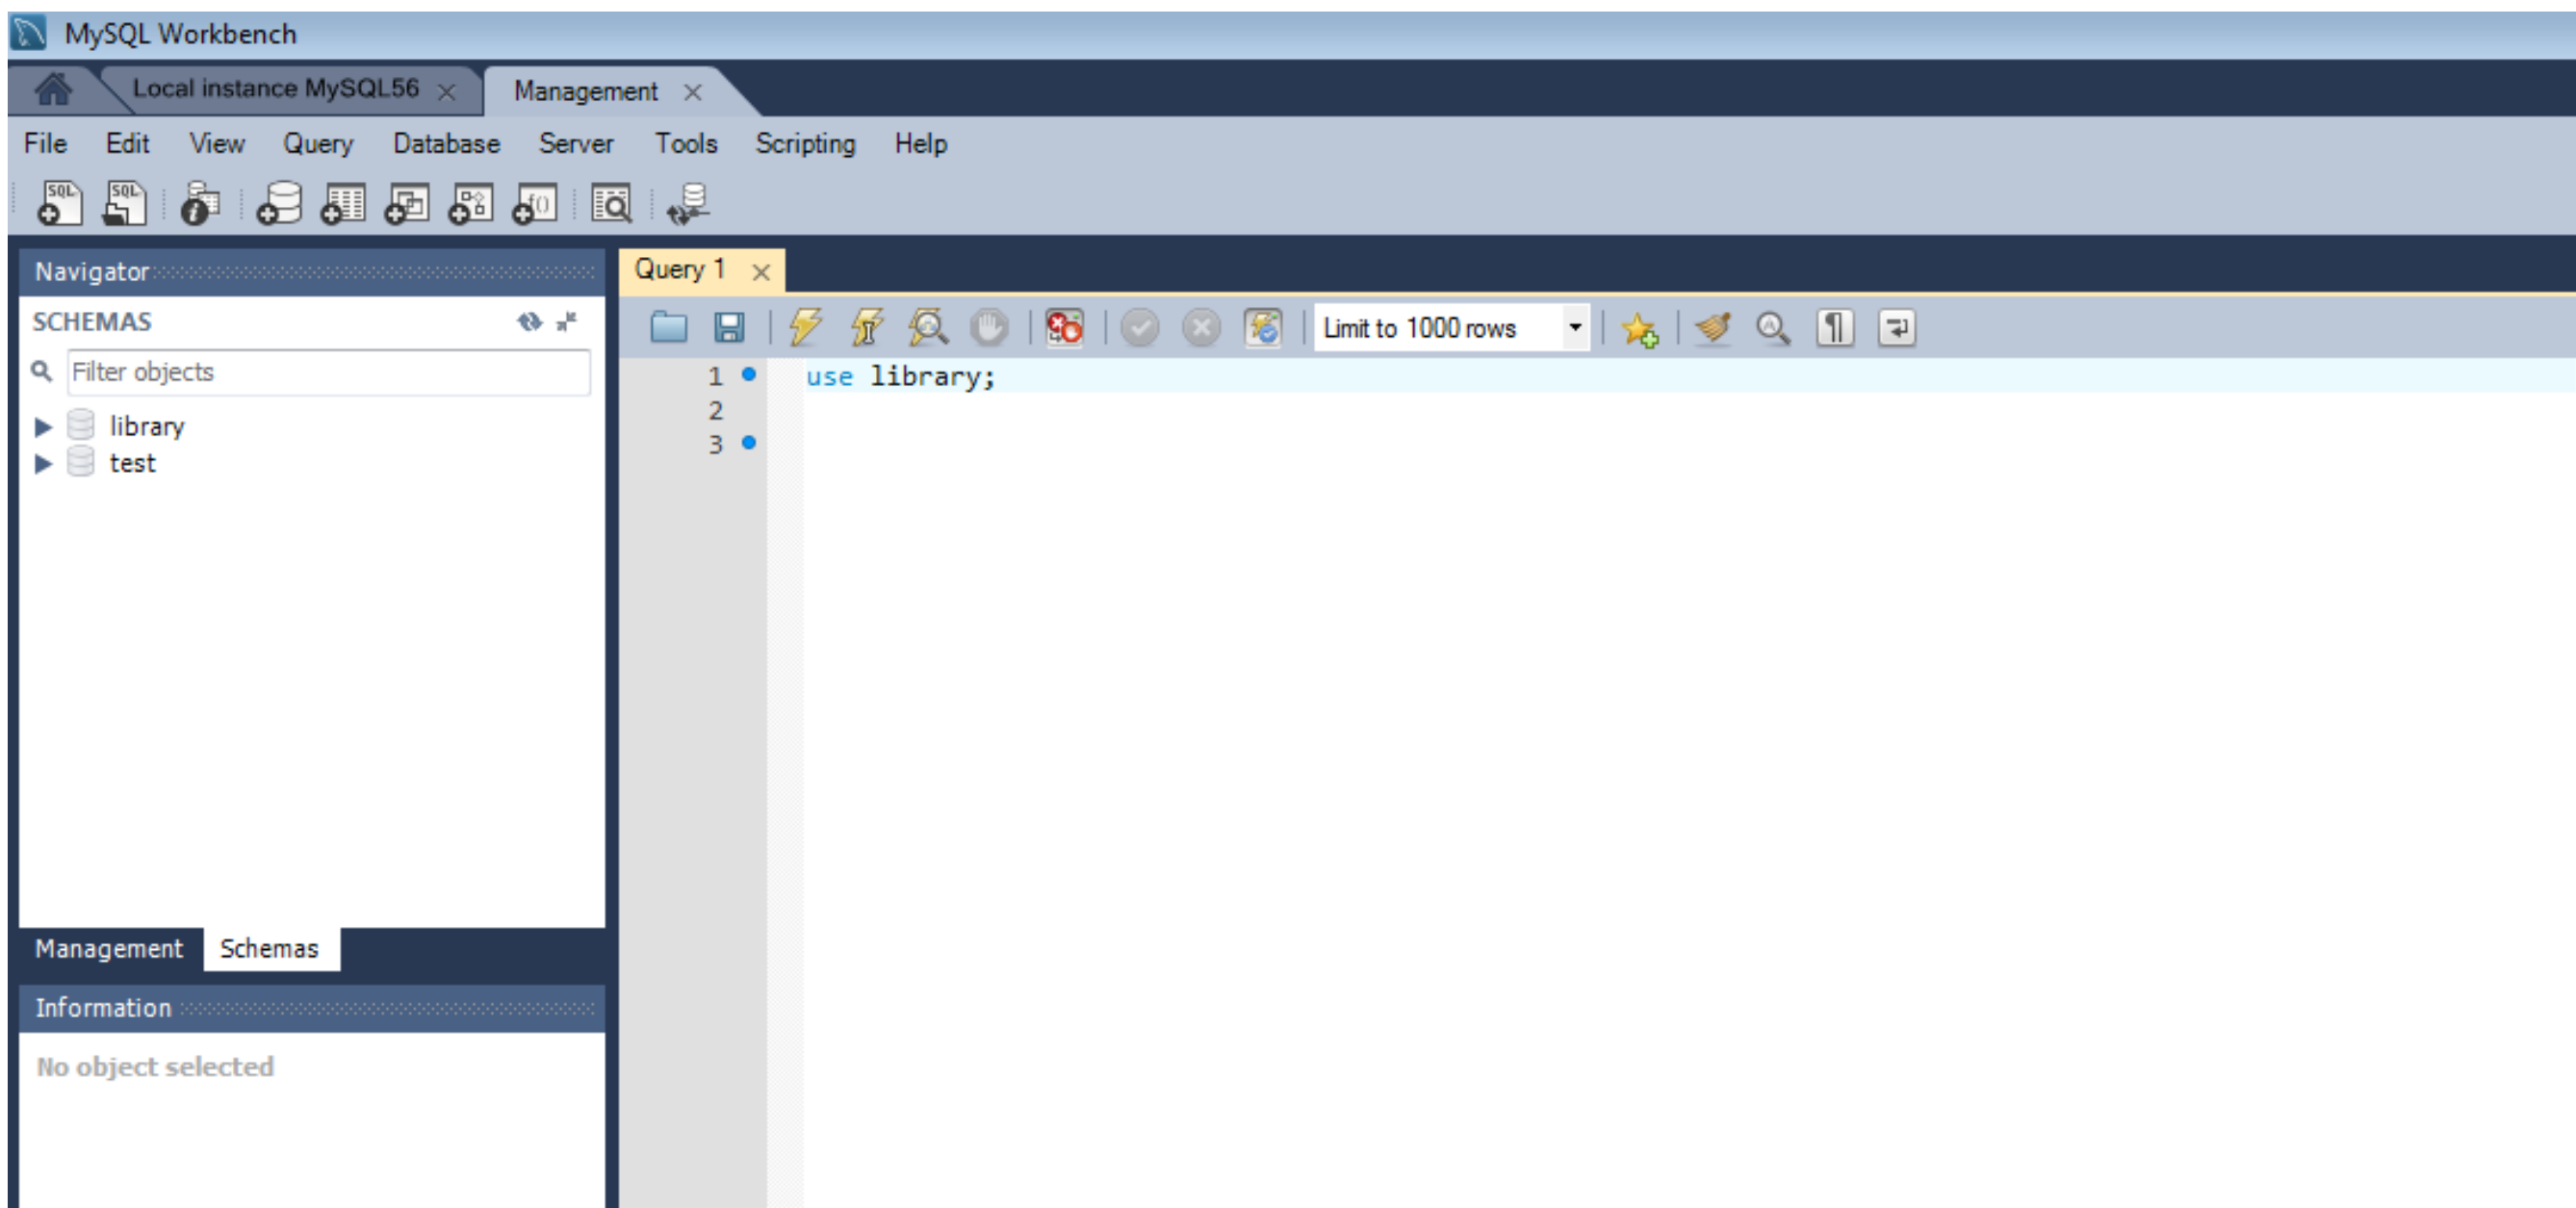 MySQL Workbench
Local instance MySQL56
Management
File Edit View Query Database Server Tools Scripting Help
SQL SQL f()
Navigator
SCHEMAS
Filter objects
library
test
Management Schemas
Information
No object selected
Query 1
Limit to 1000 rows
1 use library;
2
3